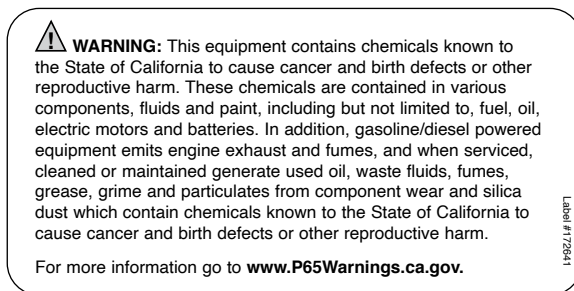 WARNING: This equipment contains chemicals known to
the State of California to cause cancer and birth defects or other
reproductive harm. These chemicals are contained in various
components, fluids and paint, including but not limited to, fuel, oil,
electric motors and batteries. In addition, gasoline/diesel powered
equipment emits engine exhaust and fumes, and when serviced,
cleaned or maintained generate used oil, waste fluids, fumes,
grease, grime and particulates from component wear and silica
dust which contain chemicals known to the State of California to
cause cancer and birth defects or other reproductive harm.
For more information go to www.P65Warnings.ca.gov.
Label #172641